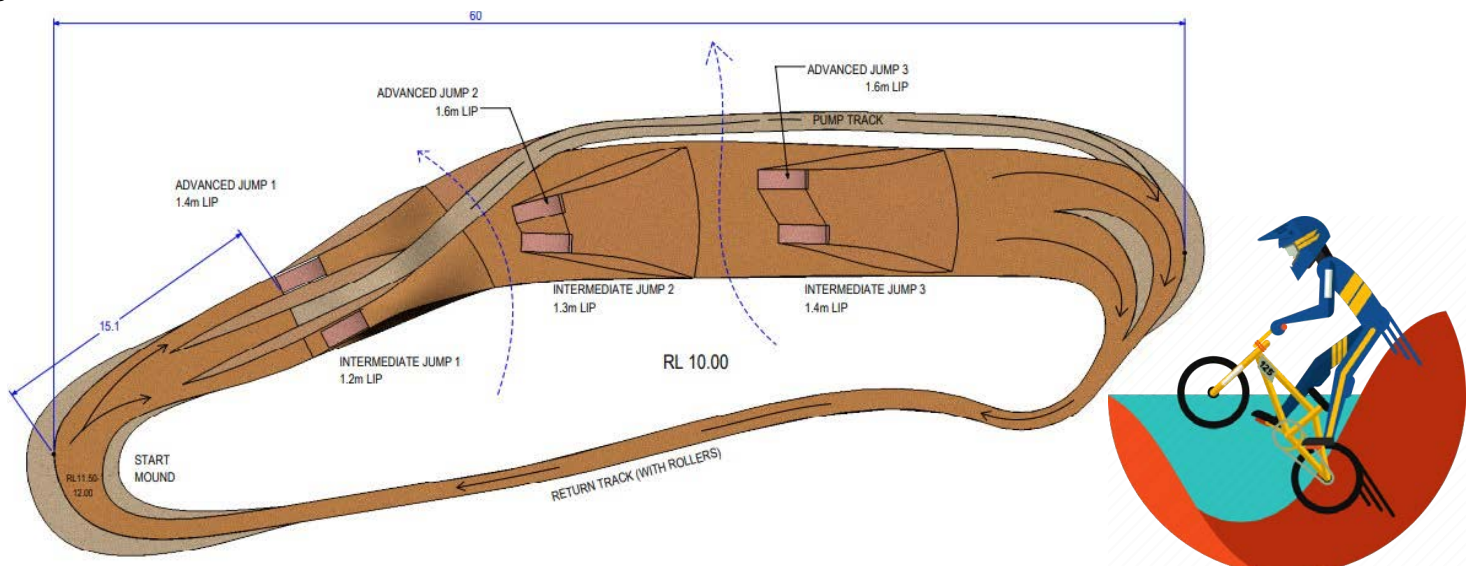 60
ADVANCED JUMP 3
1.6m LIP
ADVANCED JUMP 2
1.6m LIP
PUMP TRACK
ADVANCED JUMP 1
1.4m LIP
15.1
INTERMEDIATE JUMP 2
1.3m LIP
INTERMEDIATE JUMP 3
1.4m LIP
INTERMEDIATE JUMP 1
1.2m LIP
RL 10.00
125
START
MOUND
RL11.50-
12.00
RETURN TRACK (WITH ROLLERS)